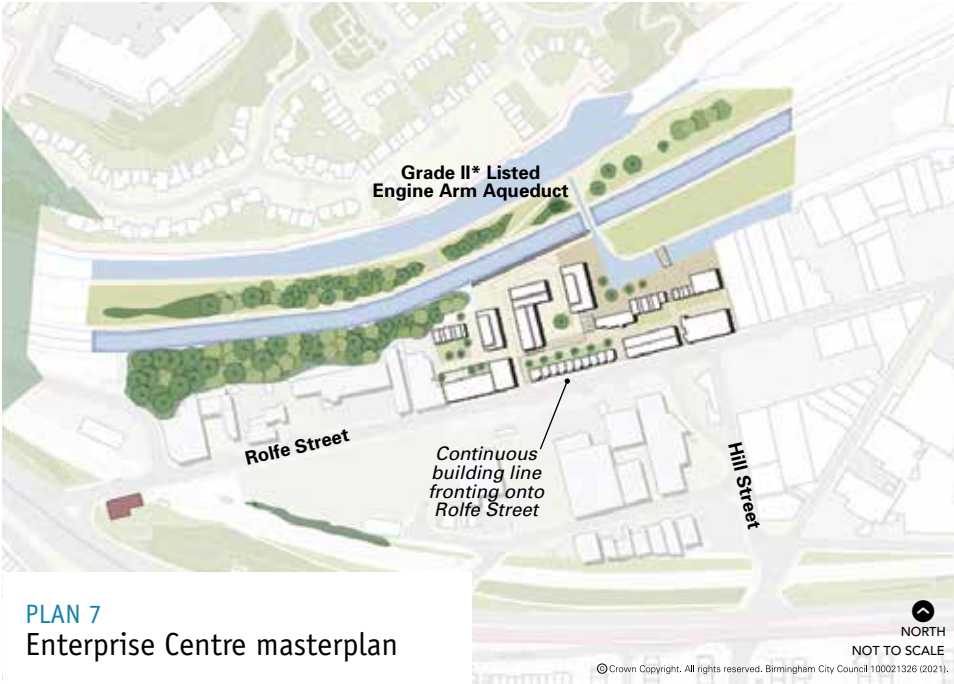 Grade II* Listed
Engine Arm Aqueduct
Rolfe Street
Continuous
building line
fronting onto
Rolfe Street
Hill Street
PLAN 7
Enterprise Centre masterplan
NORTH
NOT TO SCALE
©Crown Copyright. All rights reserved. Birmingham City Council 100021326 (2021).